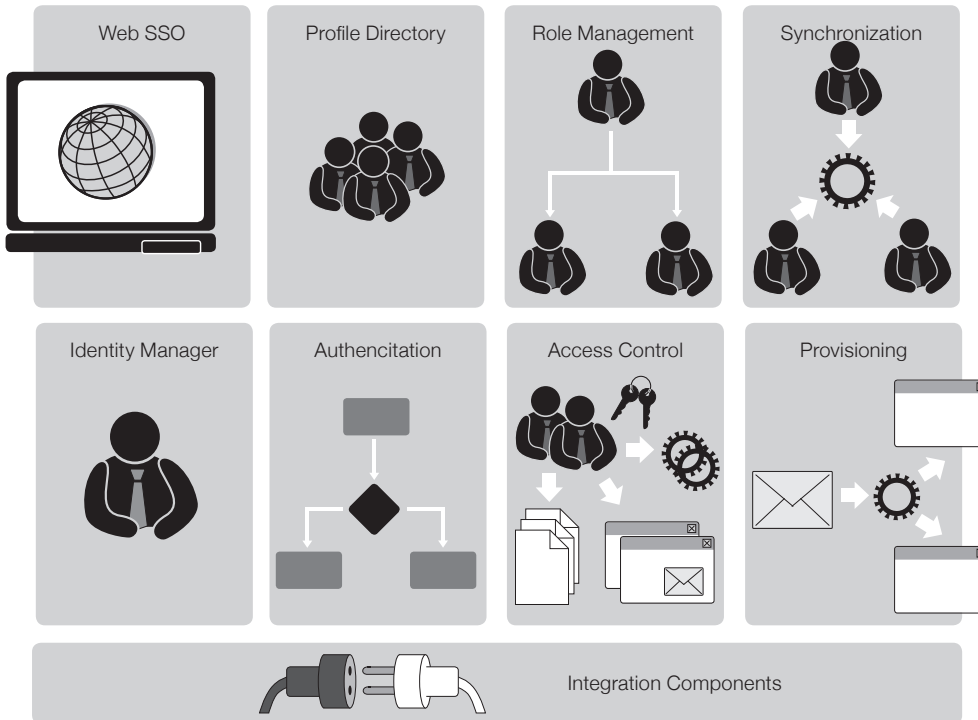 Web SSO
Profile Directory
Role Management
Synchronization
Identity Manager
Authencitation
Access Control
Provisioning
Integration Components